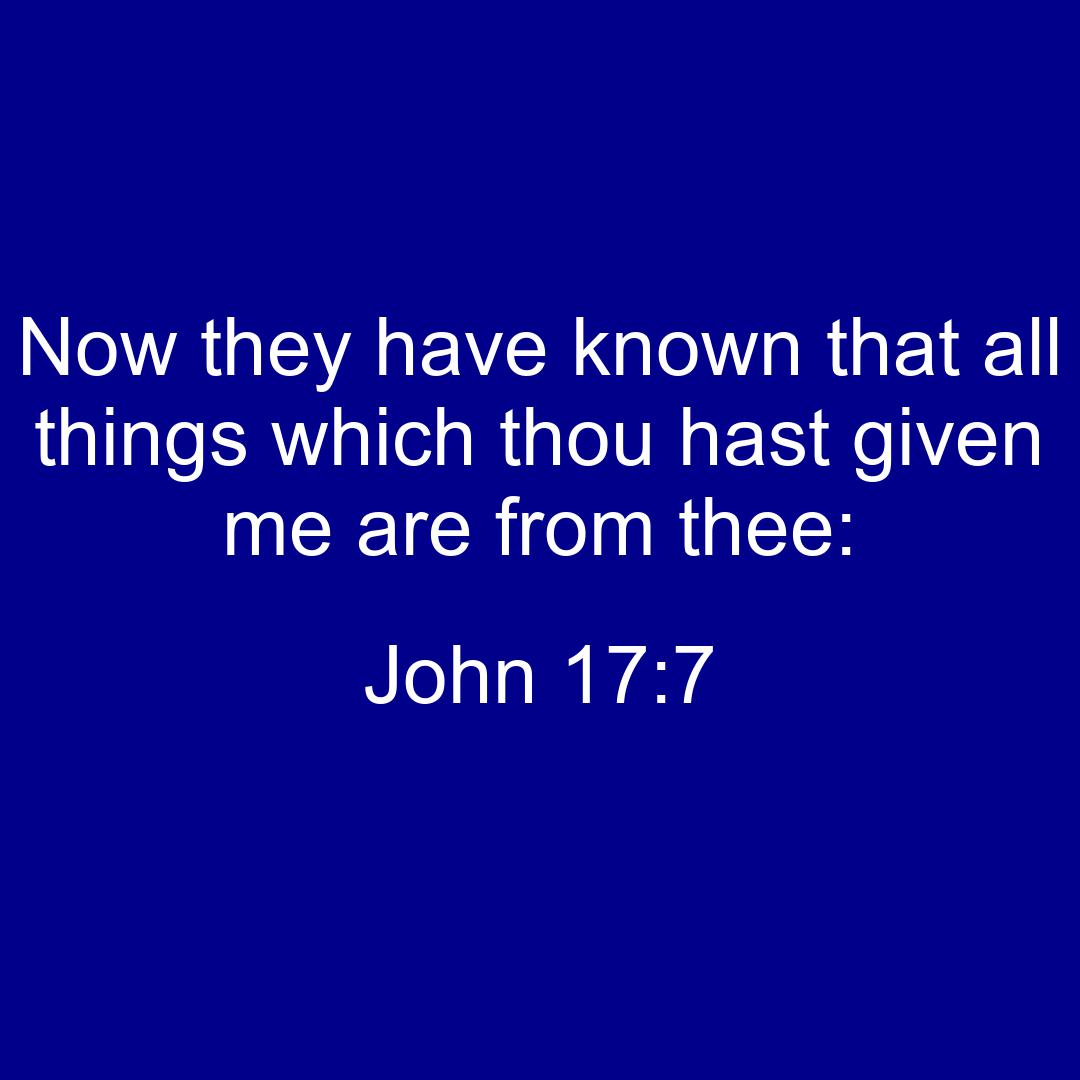 Now they have known that all
things which thou hast given
me are from thee:
John 17:7